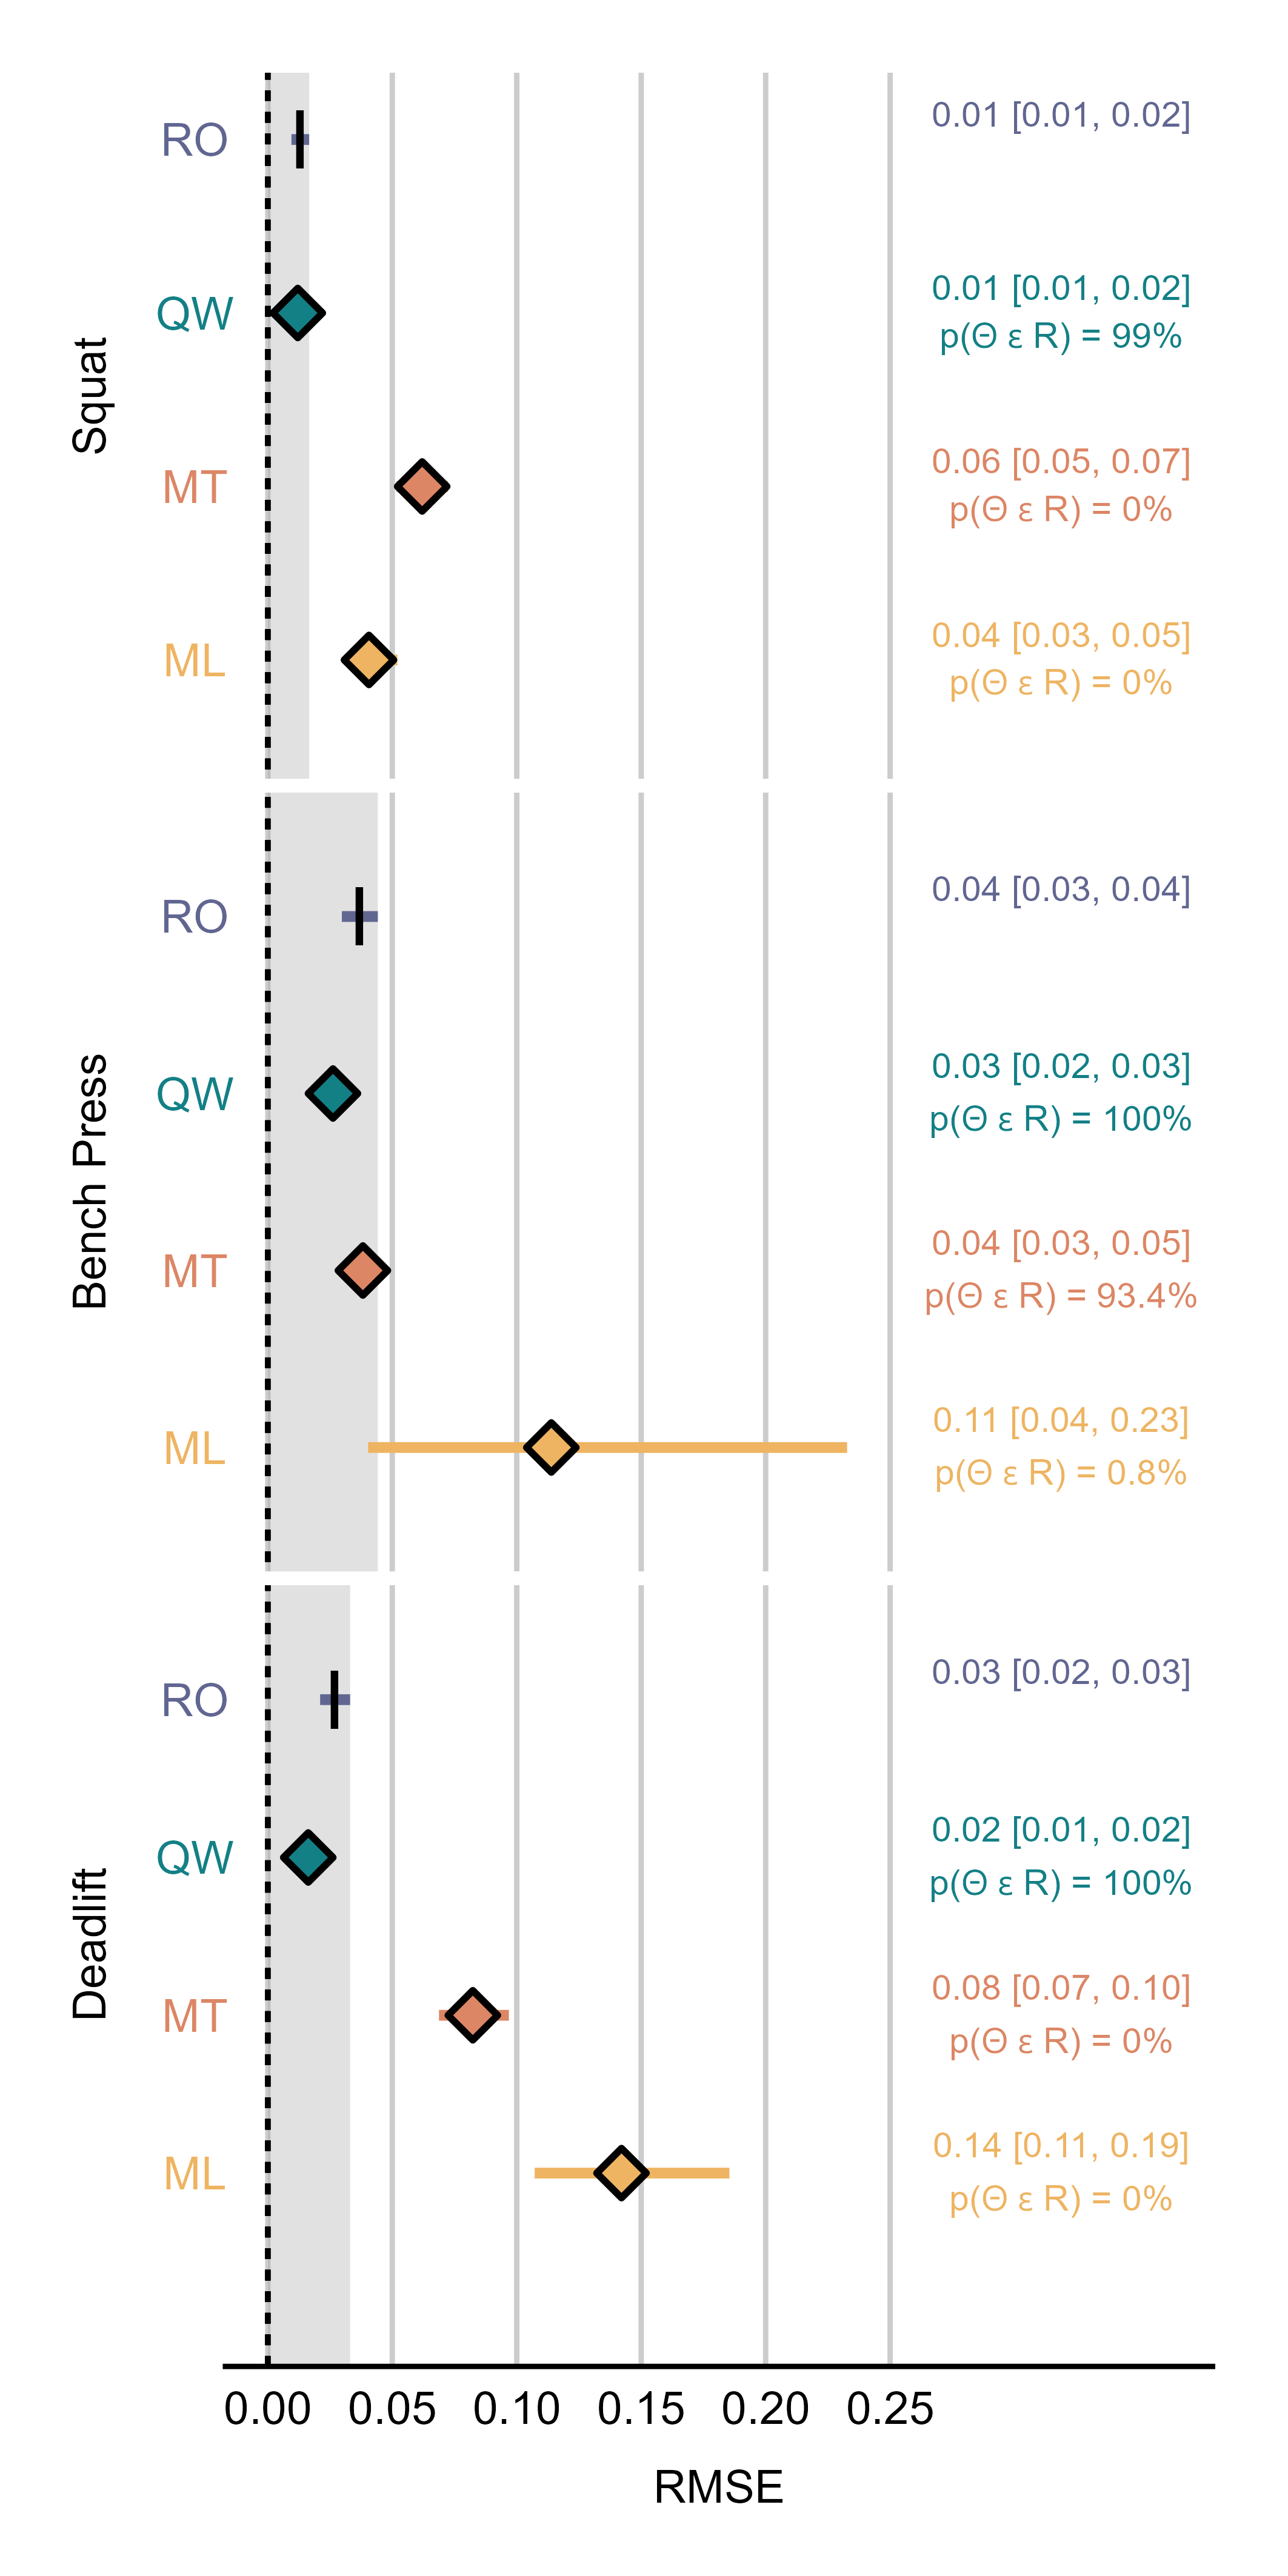 Squat
RO
0.01 [0.01, 0.02]
QW
0.01 [0.01, 0.02]
p(Θ ε R) = 99%
MT
0.06 [0.05, 0.07]
p(Θ ε R) = 0%
ML
0.04 [0.03, 0.05]
p(Θ ε R) = 0%
Bench Press
RO
0.04 [0.03, 0.04]
QW
0.03 [0.02, 0.03]
p(Θ ε R) = 100%
MT
0.04 [0.03, 0.05]
p(Θ ε R) = 93.4%
ML
0.11 [0.04, 0.23]
p(Θ ε R) = 0.8%
Deadlift
RO
0.03 [0.02, 0.03]
QW
0.02 [0.01, 0.02]
p(Θ ε R) = 100%
MT
0.08 [0.07, 0.10]
p(Θ ε R) = 0%
ML
0.14 [0.11, 0.19]
p(Θ ε R) = 0%
0.00 0.05 0.10 0.15 0.20 0.25
RMSE